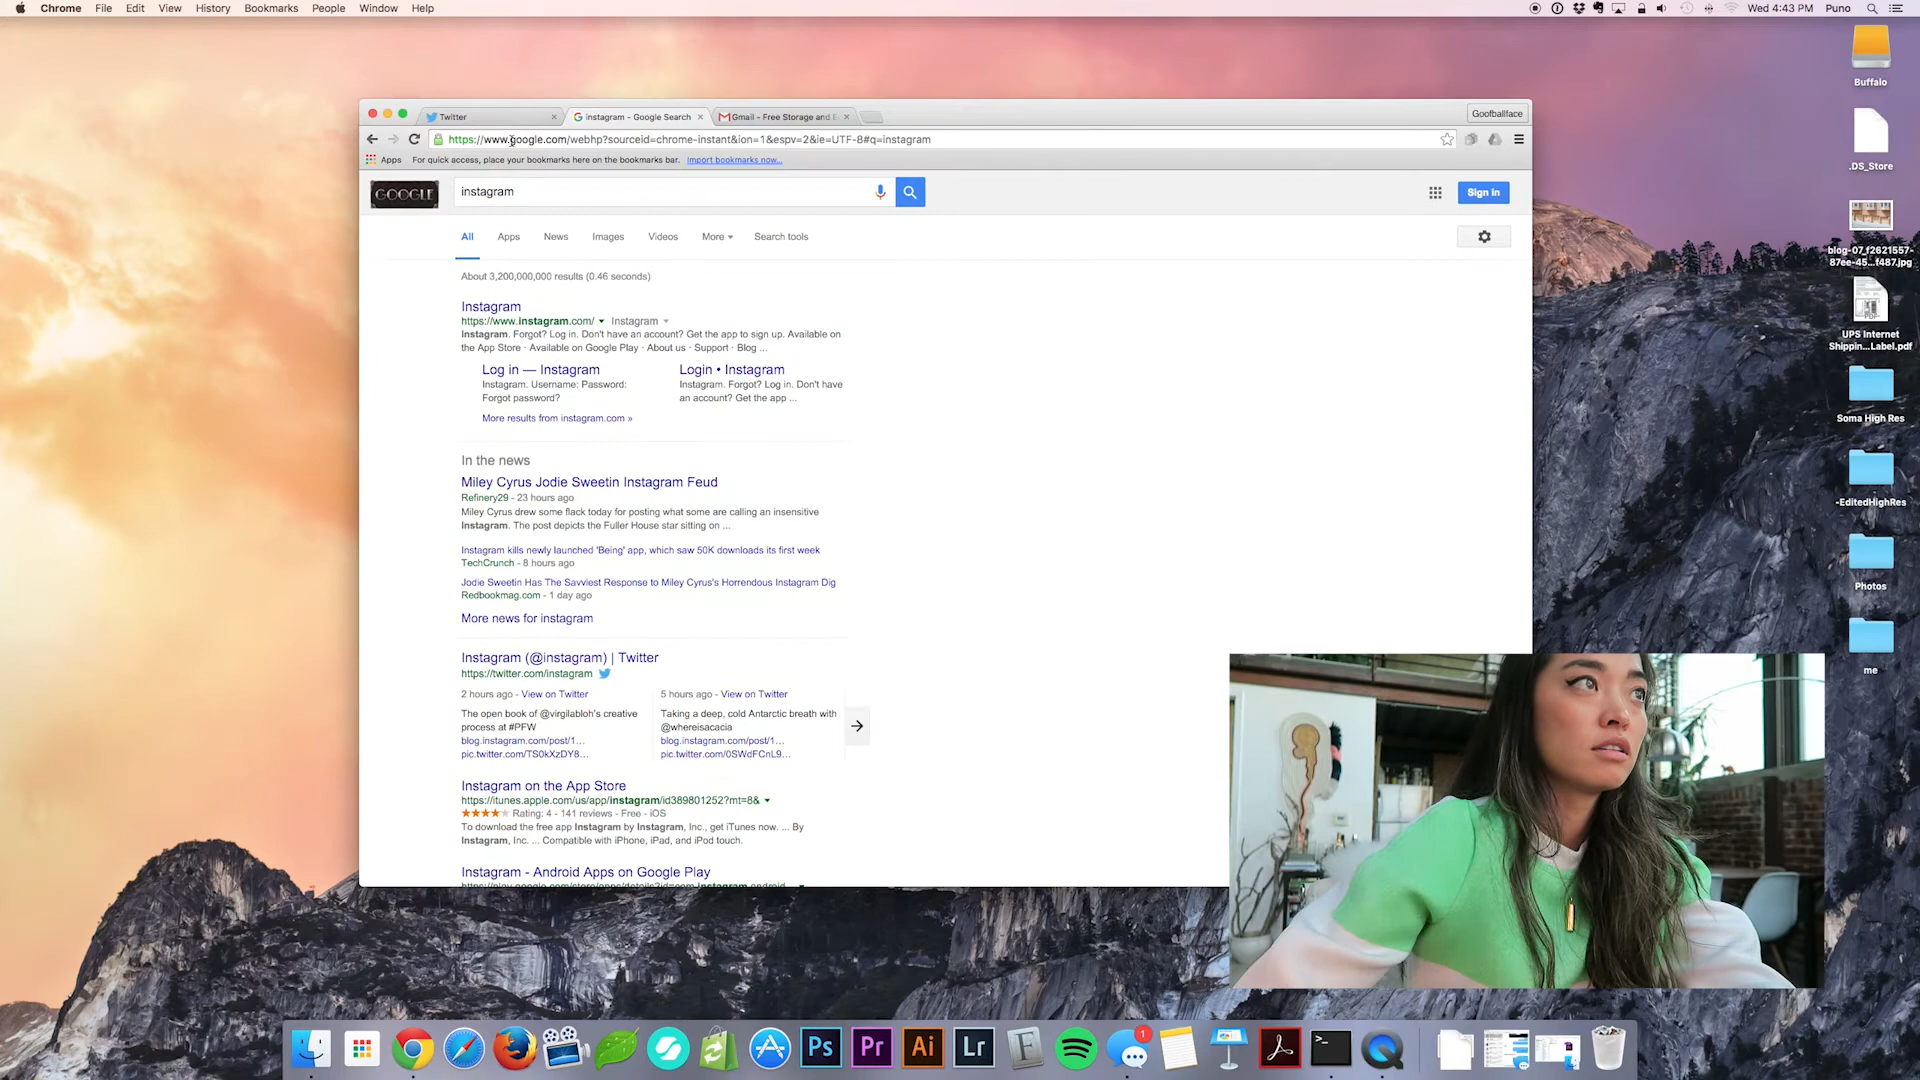 Chrome File Edit View History Bookmarks People Window Help
Wed 4:43 PM Puno
Twitter
instagram - Google Search
Gmail - Free Storage and E
Goofballface
https://www.google.com/webhp?sourceid=chrome-instant&ion=1&espv=2&ie=UTF-8#q=instagram
Apps For quick access, place your bookmarks here on the bookmarks bar. Import bookmarks now...
GOOGLE
instagram
Sign in
All Apps News Images Videos More Search tools
About 3,200,000,000 results (0.46 seconds)
Instagram
https://www.instagram.com/ Instagram
Instagram. Forgot? Log in. Don't have an account? Get the app to sign up. Available on
the App Store · Available on Google Play · About us · Support · Blog ...
Log in — Instagram
Instagram. Username: Password:
Forgot password?
Login • Instagram
Instagram. Forgot? Log in. Don't have
an account? Get the app ...
More results from instagram.com »
In the news
Miley Cyrus Jodie Sweetin Instagram Feud
Refinery29 - 23 hours ago
Miley Cyrus drew some flack today for posting what some are calling an insensitive
Instagram. The post depicts the Fuller House star sitting on ...
Instagram kills newly launched 'Being' app, which saw 50K downloads its first week
TechCrunch - 8 hours ago
Jodie Sweetin Has The Savviest Response to Miley Cyrus's Horrendous Instagram Dig
Redbookmag.com - 1 day ago
More news for instagram
Instagram (@instagram) | Twitter
https://twitter.com/instagram
2 hours ago - View on Twitter
The open book of @virgilabloh's creative
process at #PFW
blog.instagram.com/post/1...
pic.twitter.com/TS0kXzDY8...
5 hours ago - View on Twitter
Taking a deep, cold Antarctic breath with
@whereisacacia
blog.instagram.com/post/1...
pic.twitter.com/0SWdFCnL9...
Instagram on the App Store
https://itunes.apple.com/us/app/instagram/id389801252?mt=8&
Rating: 4 - 141 reviews - Free - iOS
To download the free app Instagram by Instagram, Inc., get iTunes now. ... By
Instagram, Inc. ... Compatible with iPhone, iPad, and iPod touch.
Instagram - Android Apps on Google Play
Buffalo
.DS_Store
blog-07_f2621557-
87ee-45...f487.jpg
PDF
UPS Internet
Shippin...Label.pdf
Soma High Res
-EditedHighRes
Photos
me
Ps
Pr
Ai
Lr
F
1
>_